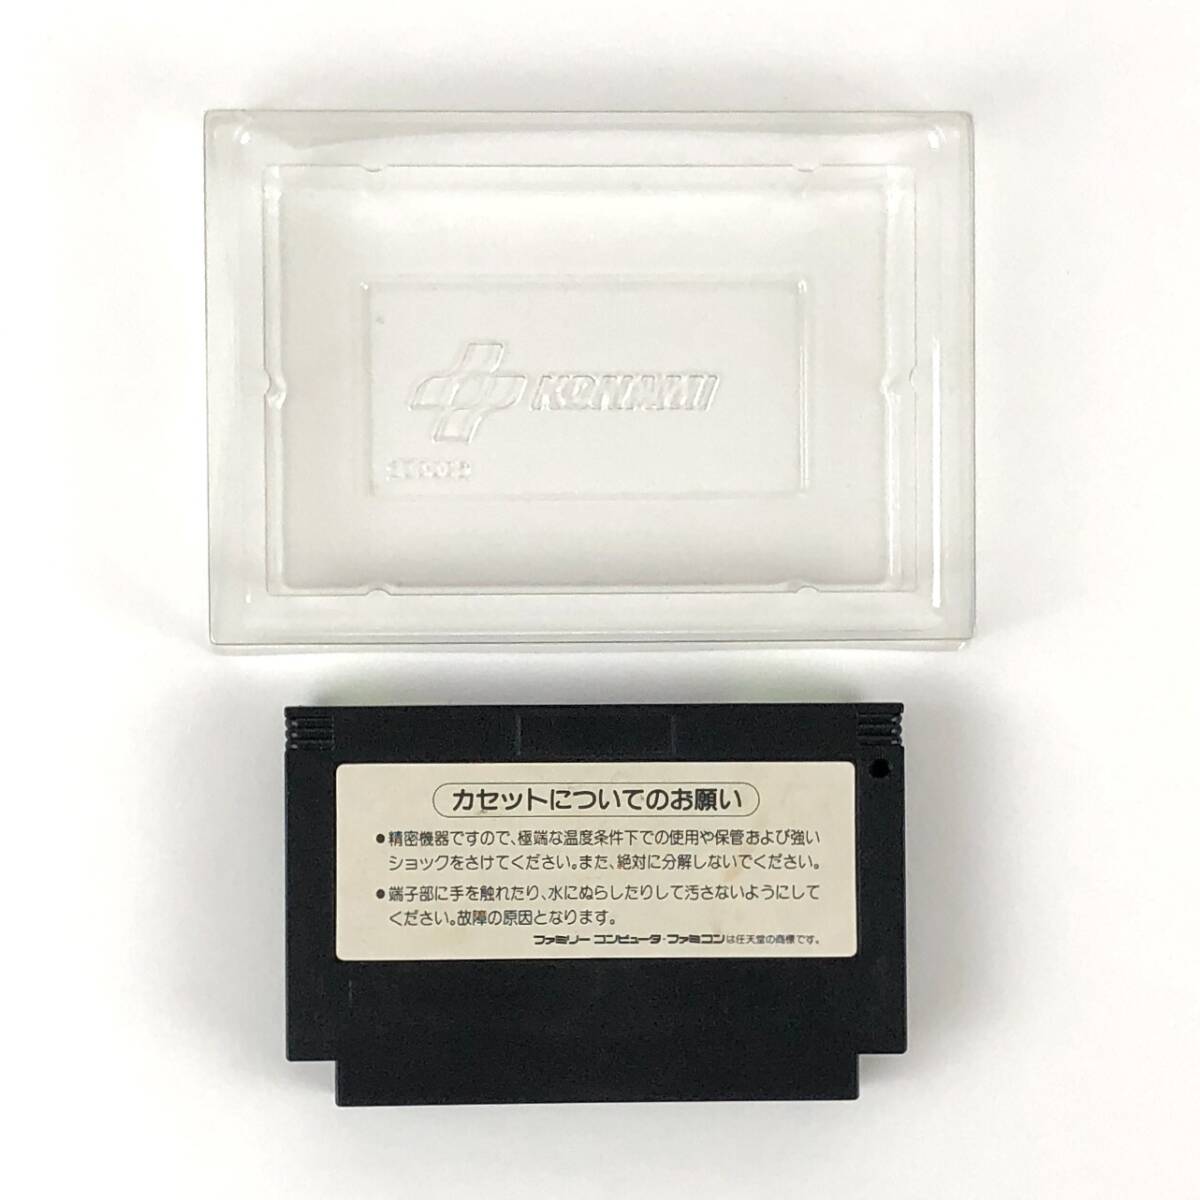 KONAMI
カセットについてのお願い
●精密機器ですので、極端な温度条件下での使用や保管および強い
ショックをさけてください。また、絶対に分解しないでください。
●端子部に手を触れたり、水にぬらしたりして汚さないようにして
ください。故障の原因となります。
ファミリー コンピュータ・ファミコンは任天堂の商標です。